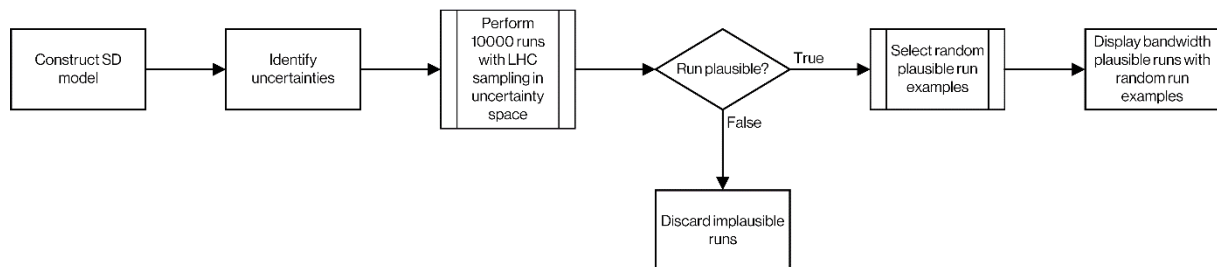 Construct SD
model
Identify
uncertainties
Perform
10000 runs
with LHC
sampling in
uncertainty
space
Run plausible?
True
False
Discard implausible
runs
Select random
plausible run
examples
Display bandwidth
plausible runs with
random run
examples